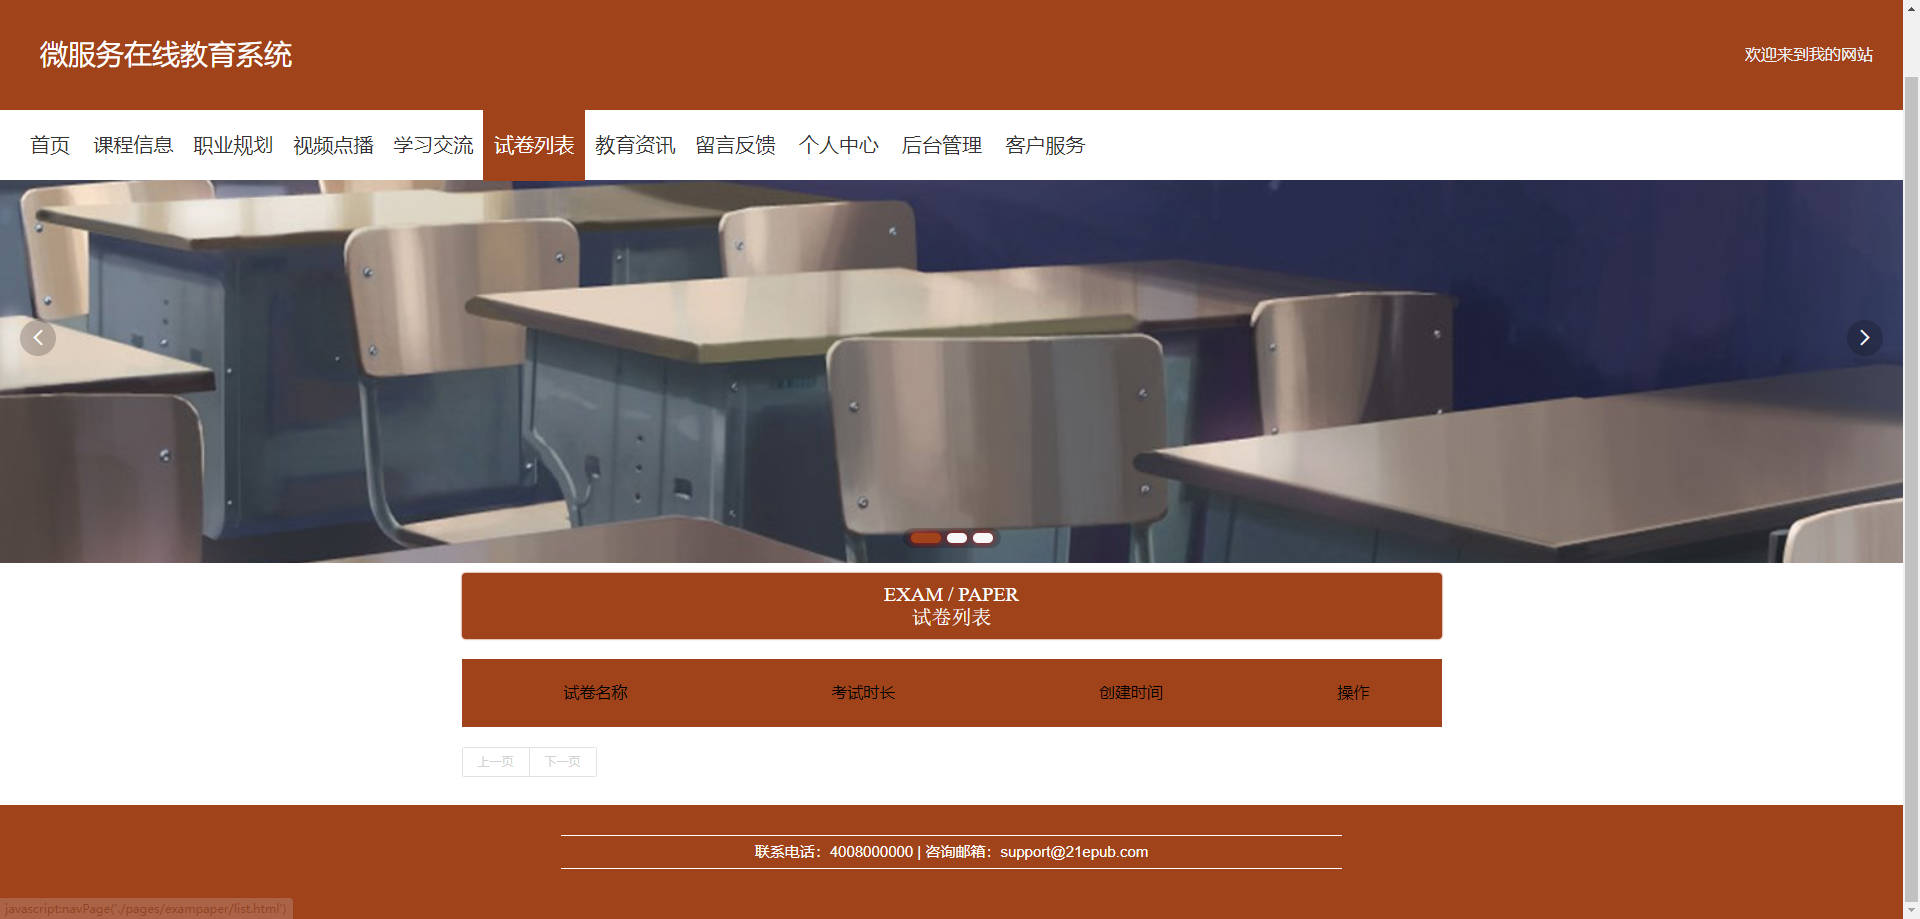 微服务在线教育系统
欢迎来到我的网站
首页 课程信息 职业规划 视频点播 学习交流 试卷列表 教育资讯 留言反馈 个人中心 后台管理 客户服务
EXAM / PAPER
试卷列表
试卷名称 考试时长 创建时间 操作
上一页 下一页
联系电话：4008000000 | 咨询邮箱：support@21epub.com
javascript:navPage('./pages/exampaper/list.html')